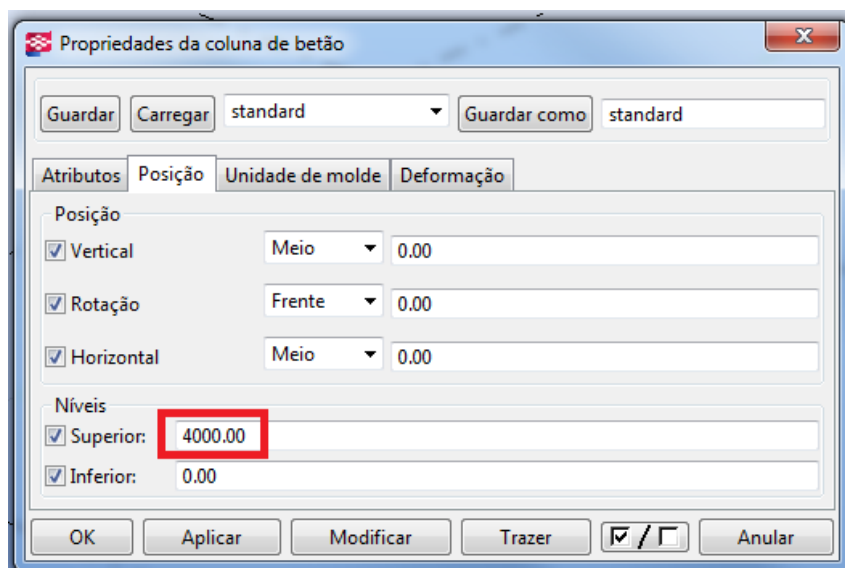 Propriedades da coluna de betão
Guardar Carregar standard Guardar como standard
Atributos Posição Unidade de molde Deformação
Posição
Vertical Meio 0.00
Rotação Frente 0.00
Horizontal Meio 0.00
Níveis
Superior: 4000.00
Inferior: 0.00
OK Aplicar Modificar Trazer / Anular